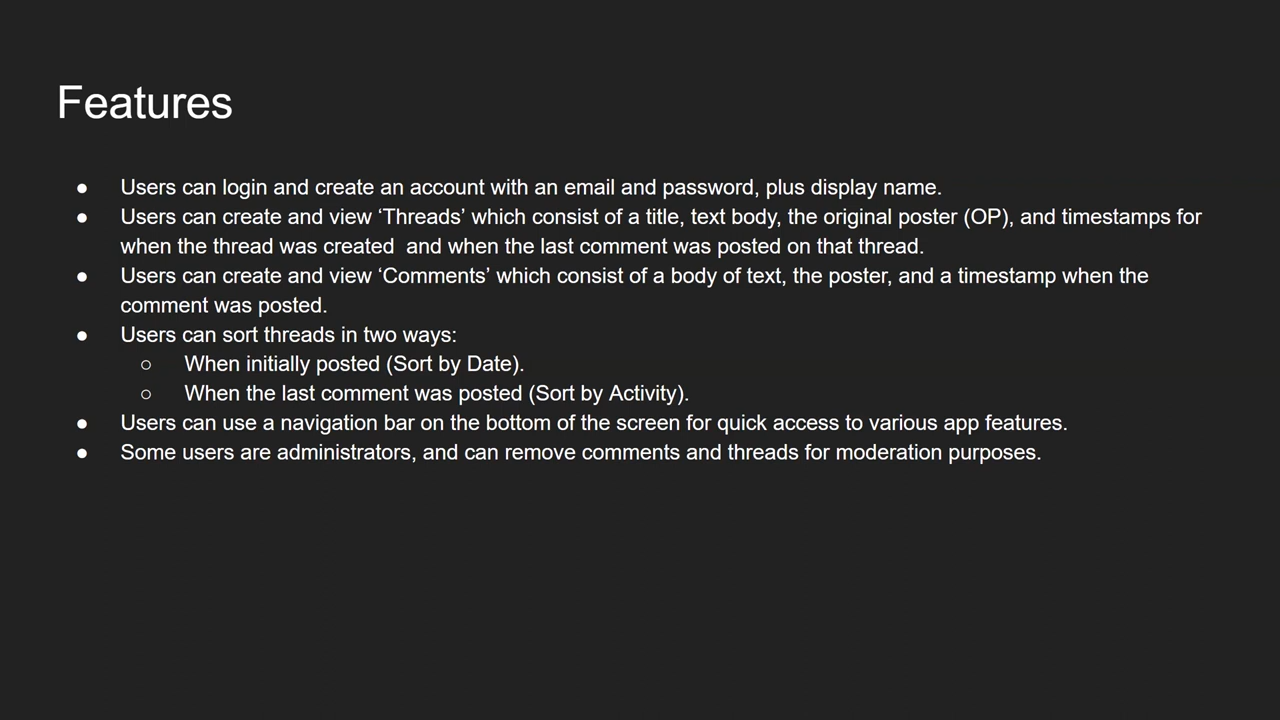 Features
● Users can login and create an account with an email and password, plus display name.
● Users can create and view ‘Threads’ which consist of a title, text body, the original poster (OP), and timestamps for
when the thread was created  and when the last comment was posted on that thread.
● Users can create and view ‘Comments’ which consist of a body of text, the poster, and a timestamp when the
comment was posted.
● Users can sort threads in two ways:
○ When initially posted (Sort by Date).
○ When the last comment was posted (Sort by Activity).
● Users can use a navigation bar on the bottom of the screen for quick access to various app features.
● Some users are administrators, and can remove comments and threads for moderation purposes.